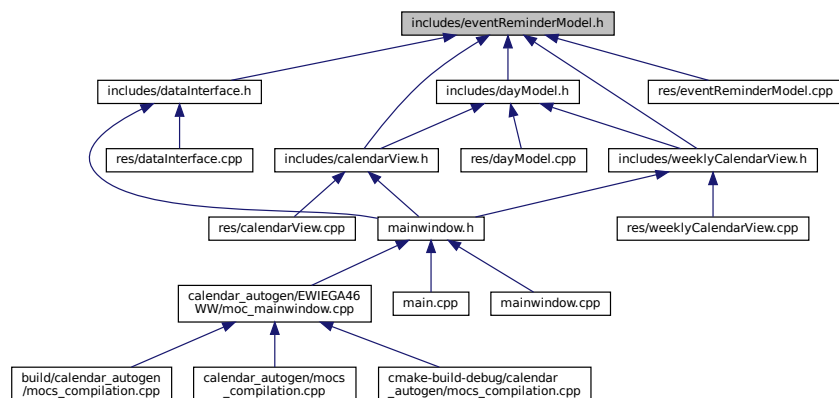 includes/eventReminderModel.h
includes/dataInterface.h
includes/dayModel.h
res/eventReminderModel.cpp
res/dataInterface.cpp
includes/calendarView.h
res/dayModel.cpp
includes/weeklyCalendarView.h
res/calendarView.cpp
mainwindow.h
res/weeklyCalendarView.cpp
calendar_autogen/EWIEGA46
WW/moc_mainwindow.cpp
main.cpp
mainwindow.cpp
build/calendar_autogen
/mocs_compilation.cpp
calendar_autogen/mocs
_compilation.cpp
cmake-build-debug/calendar
_autogen/mocs_compilation.cpp